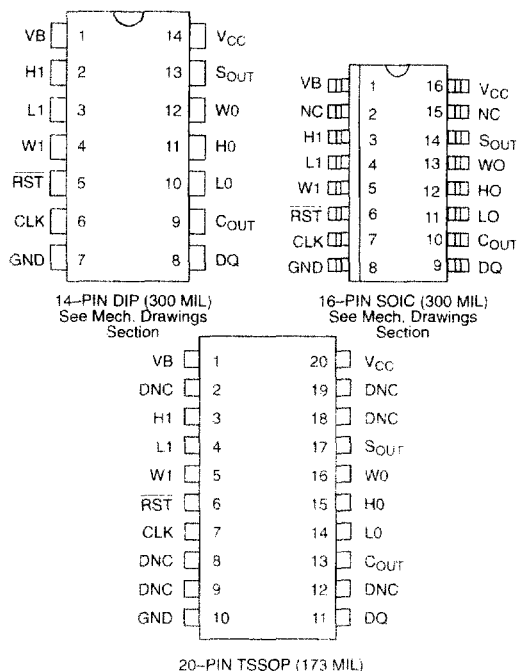 VB 1 14 VCC
H1 2 13 SOUT
L1 3 12 W0
W1 4 11 H0
RST 5 10 L0
CLK 6 9 COUT
GND 7 8 DQ
14–PIN DIP (300 MIL)
See Mech. Drawings
Section
VB 1 16 VCC
NC 2 15 NC
H1 3 14 SOUT
L1 4 13 WO
W1 5 12 HO
RST 6 11 LO
CLK 7 10 COUT
GND 8 9 DQ
16–PIN SOIC (300 MIL)
See Mech. Drawings
Section
VB 1 20 VCC
DNC 2 19 DNC
H1 3 18 DNC
L1 4 17 SOUT
W1 5 16 W0
RST 6 15 H0
CLK 7 14 L0
DNC 8 13 COUT
DNC 9 12 DNC
GND 10 11 DQ
20–PIN TSSOP (173 MIL)